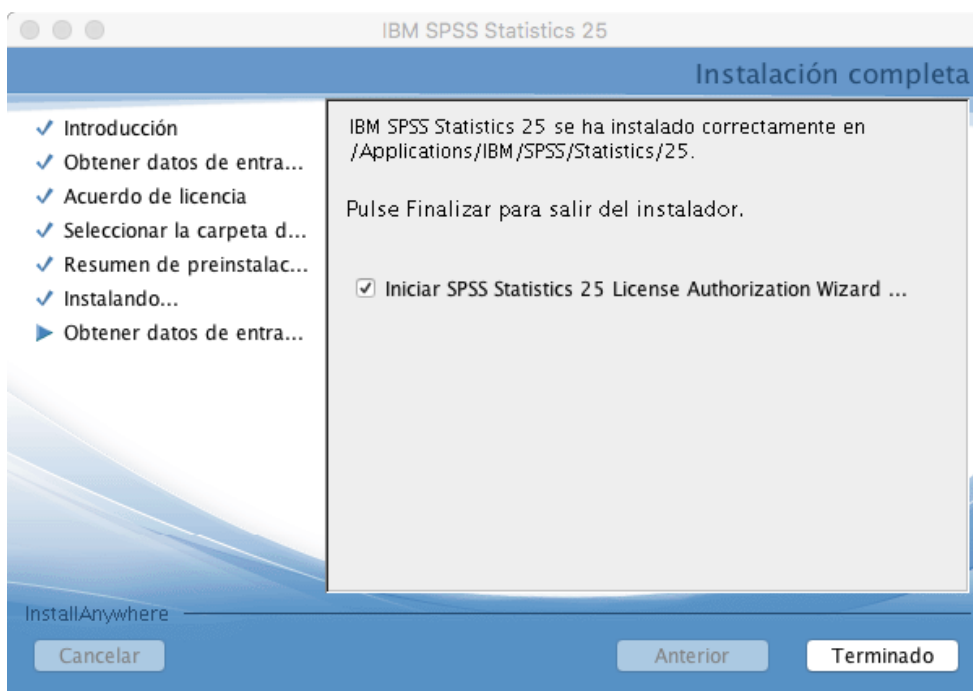 IBM SPSS Statistics 25
Instalación completa
Introducción
Obtener datos de entra...
Acuerdo de licencia
Seleccionar la carpeta d...
Resumen de preinstalac...
Instalando...
Obtener datos de entra...
IBM SPSS Statistics 25 se ha instalado correctamente en
/Applications/IBM/SPSS/Statistics/25.
Pulse Finalizar para salir del instalador.
Iniciar SPSS Statistics 25 License Authorization Wizard ...
InstallAnywhere
Cancelar
Anterior
Terminado